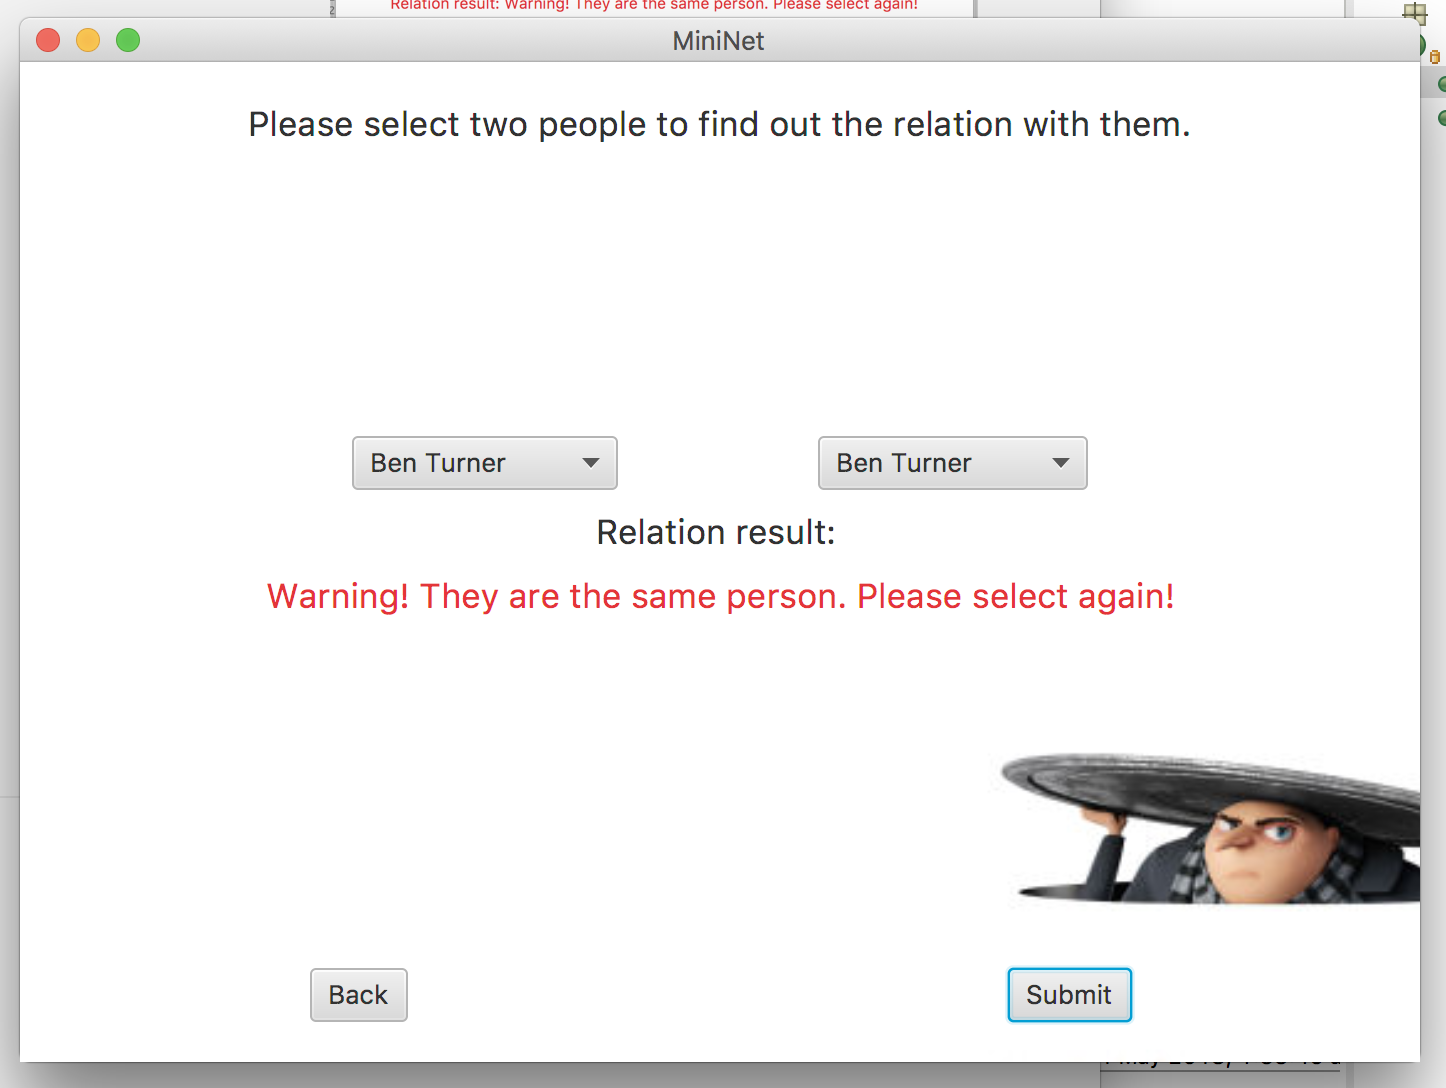 Relation result: Warning! They are the same person. Please select again!
MiniNet
Please select two people to find out the relation with them.
Ben Turner
Ben Turner
Relation result:
Warning! They are the same person. Please select again!
Back
Submit